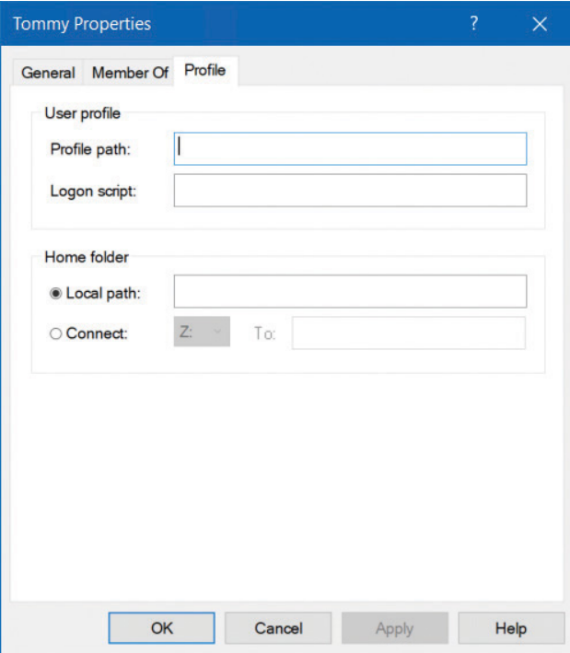 Tommy Properties ?
General Member Of Profile
User profile
Profile path:
Logon script:
Home folder
Local path:
Connect: Z: To:
OK Cancel Apply Help